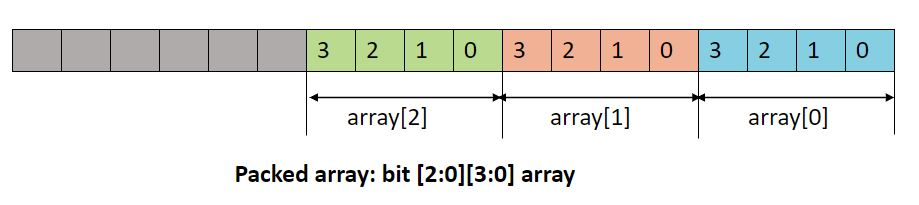 3 2 1 0 3 2 1 0 3 2 1 0
array[2] array[1] array[0]
Packed array: bit [2:0][3:0] array